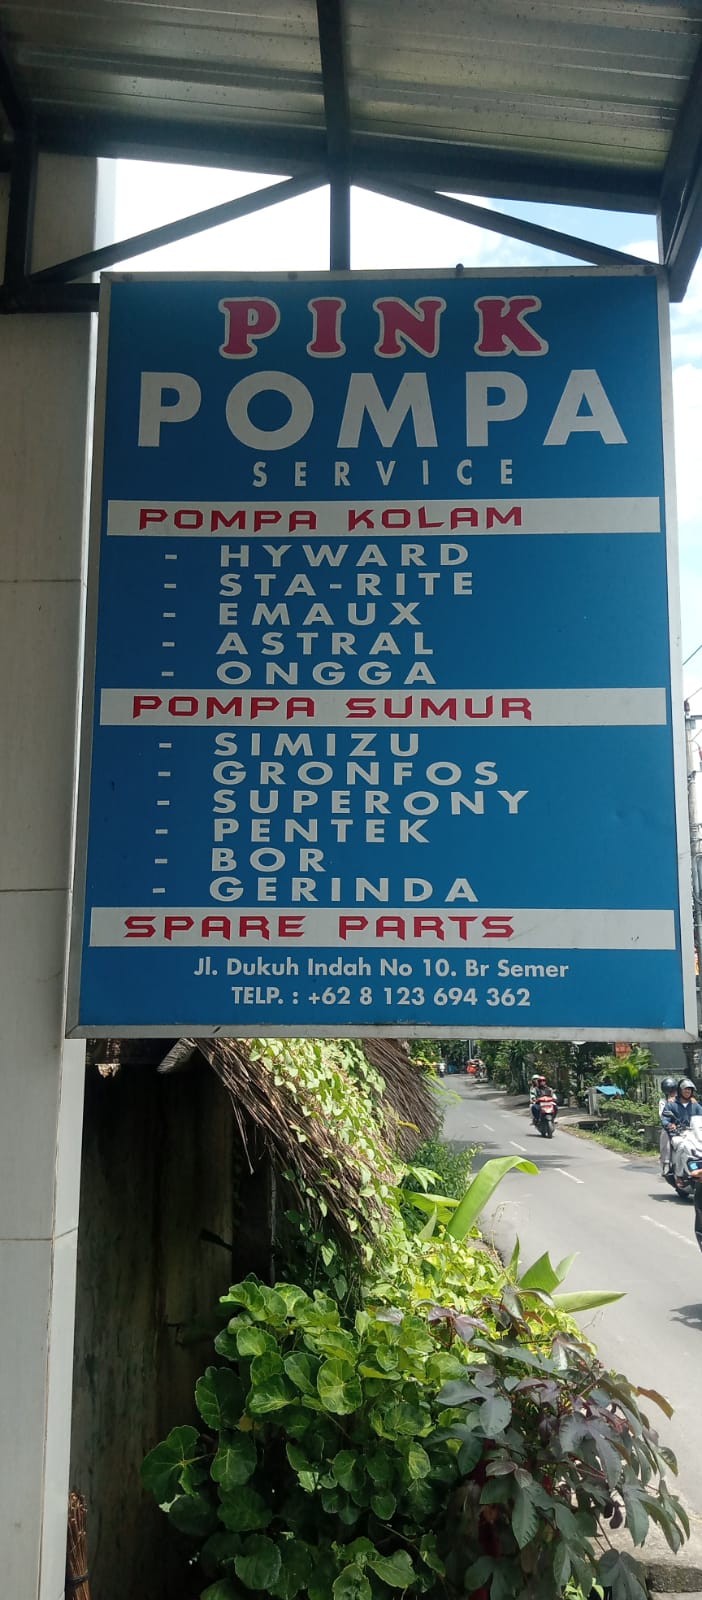 PINK
POMPA
SERVICE
POMPA KOLAM
- HYWARD
- STA-RITE
- EMAUX
- ASTRAL
- ONGGA
POMPA SUMUR
- SIMIZU
- GRONFOS
- SUPERONY
- PENTEK
- BOR
- GERINDA
SPARE PARTS
Jl. Dukuh Indah No 10. Br Semer
TELP. : +62 8 123 694 362